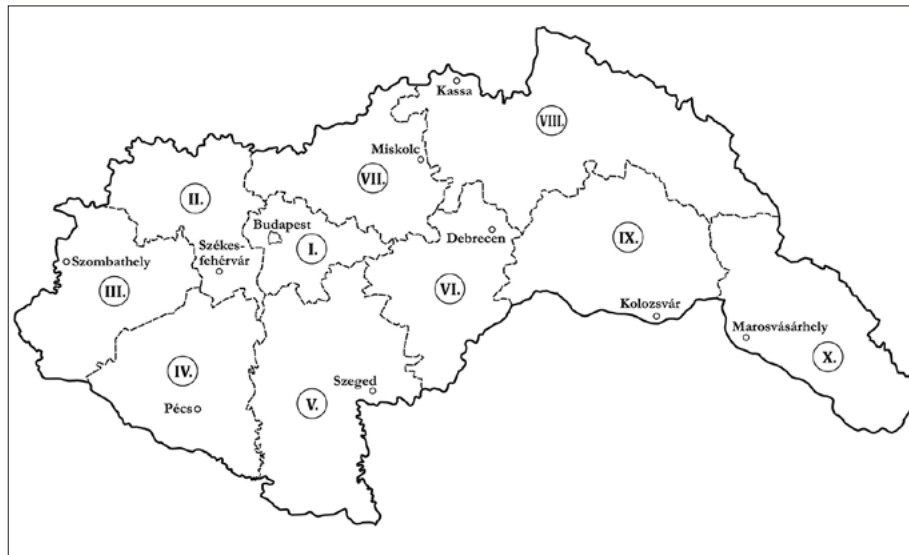 Kassa
VIII.
Miskolc
VII.
II.
Budapest
I.
Székes-
fehérvár
Debrecen
IX.
Szombathely
III.
VI.
Kolozsvár
Marosvásárhely
X.
IV.
Szeged
V.
Pécs